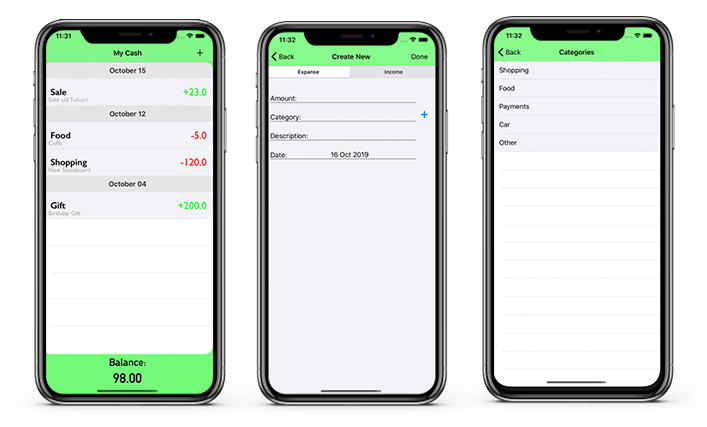 11:31
My Cash +
October 15
Sale +23.0
Sold old T-short
October 12
Food -5.0
Coffe
Shopping -120.0
New Skateboard
October 04
Gift +200.0
Birthday Gift
Balance:
98.00
11:32
Back Create New Done
Expanse Income
Amount:
Category: +
Description:
Date: 16 Oct 2019
11:32
Back Categories
Shopping
Food
Payments
Car
Other